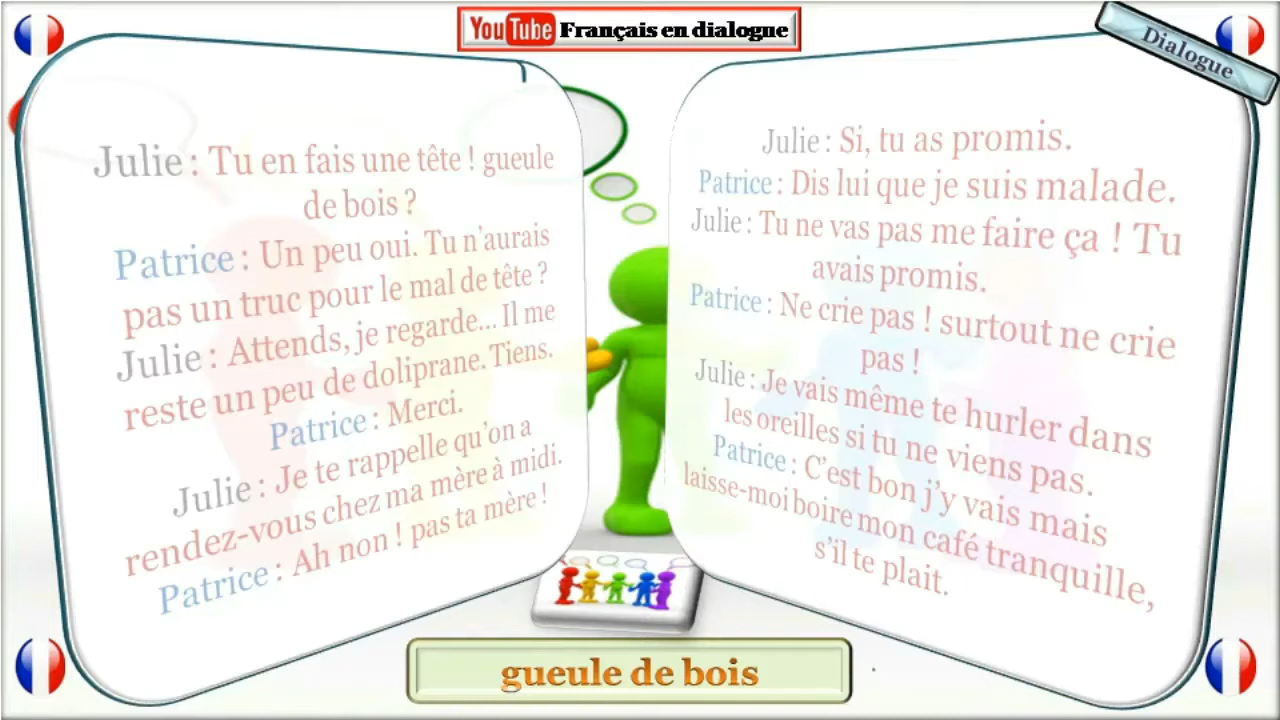 YouTube Français en dialogue
Dialogue
Julie : Tu en fais une tête ! gueule
de bois ?
Patrice : Un peu oui. Tu n'aurais
pas un truc pour le mal de tête ?
Julie : Attends, je regarde... Il me
reste un peu de doliprane. Tiens.
Patrice : Merci.
Julie : Je te rappelle qu'on a
rendez-vous chez ma mère à midi.
Patrice : Ah non ! pas ta mère !
Julie : Si, tu as promis.
Patrice : Dis lui que je suis malade.
Julie : Tu ne vas pas me faire ça ! Tu
avais promis.
Patrice : Ne crie pas ! surtout ne crie
pas !
Julie : Je vais même te hurler dans
les oreilles si tu ne viens pas.
Patrice : C'est bon j'y vais mais
laisse-moi boire mon café tranquille,
s'il te plait.
gueule de bois